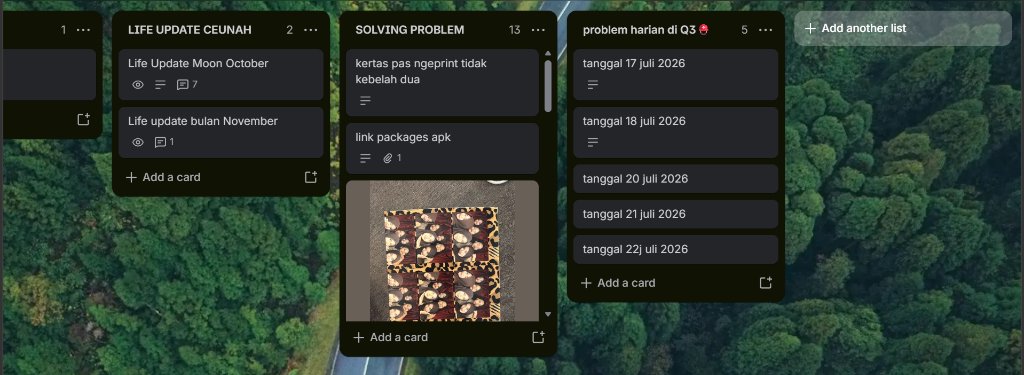 1
LIFE UPDATE CEUNAH 2
Life Update Moon October
7
Life update bulan November
1
Add a card
SOLVING PROBLEM 13
kertas pas ngeprint tidak
kebelah dua
link packages apk
1
Add a card
problem harian di Q3 5
tanggal 17 juli 2026
tanggal 18 juli 2026
tanggal 20 juli 2026
tanggal 21 juli 2026
tanggal 22j uli 2026
Add a card
Add another list